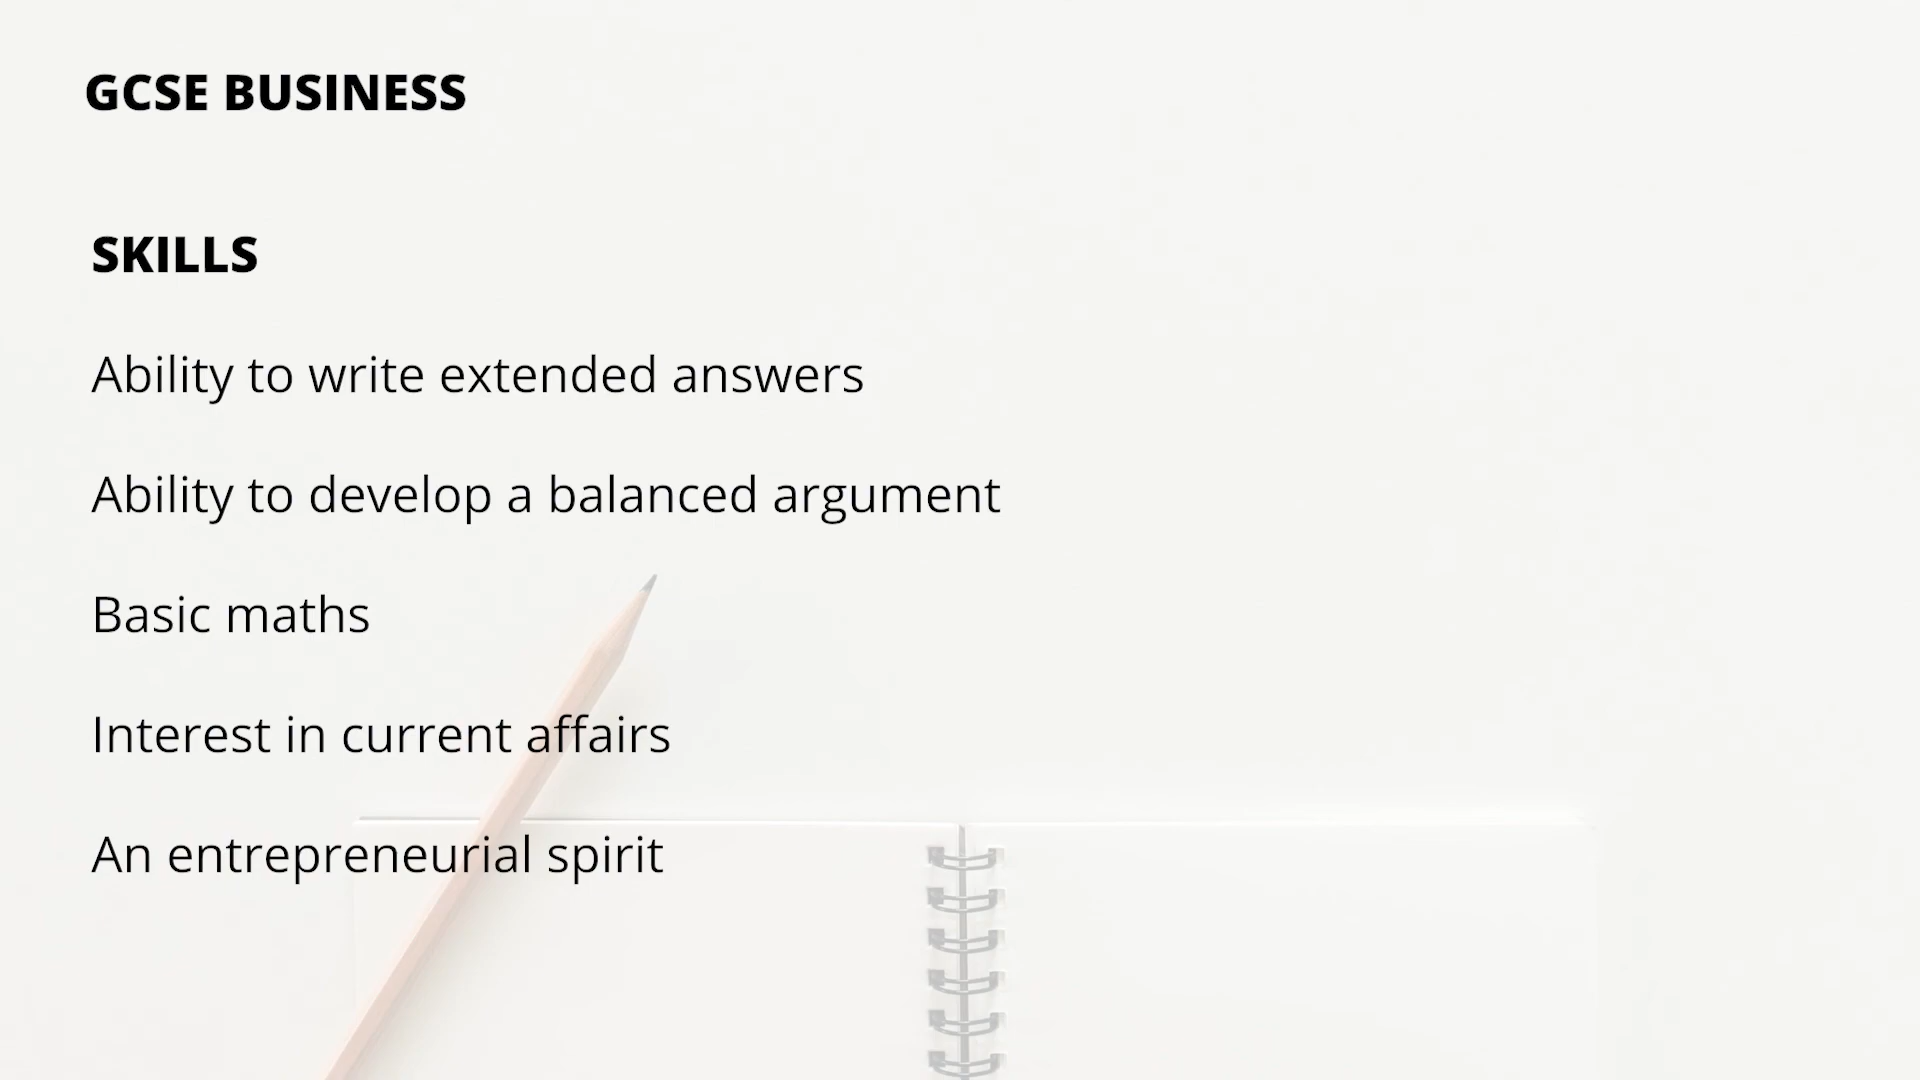 GCSE BUSINESS
SKILLS
Ability to write extended answers
Ability to develop a balanced argument
Basic maths
Interest in current affairs
An entrepreneurial spirit